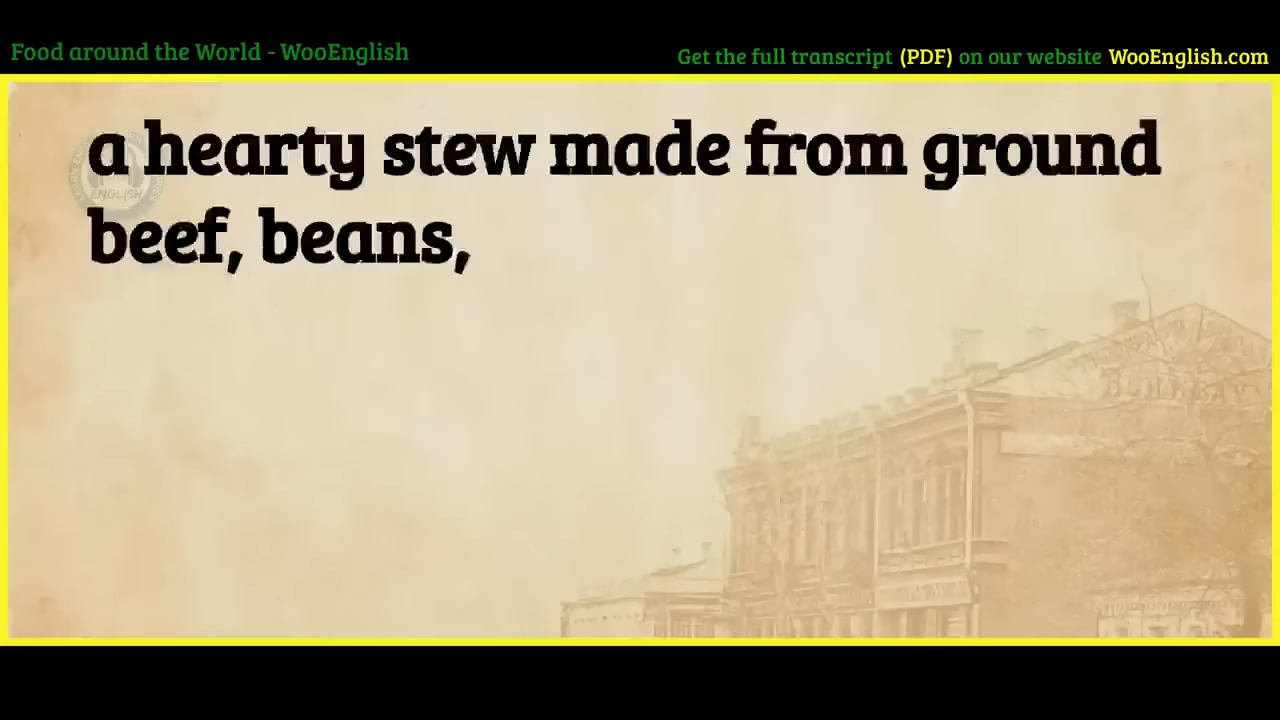 Food around the World - WooEnglish
Get the full transcript (PDF) on our website WooEnglish.com
a hearty stew made from ground
beef, beans,
ENGLISH